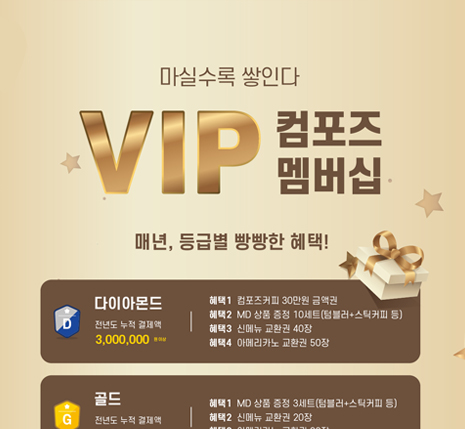 마실수록 쌓인다
VIP 컴포즈
멤버십
매년, 등급별 빵빵한 혜택!
다이아몬드
D
전년도 누적 결제액
3,000,000 원 이상
혜택1 컴포즈커피 30만원 금액권
혜택2 MD 상품 증정 10세트(텀블러+스틱커피 등)
혜택3 신메뉴 교환권 40장
혜택4 아메리카노 교환권 50장
골드
G
전년도 누적 결제액
혜택1 MD 상품 증정 3세트(텀블러+스틱커피 등)
혜택2 신메뉴 교환권 20장